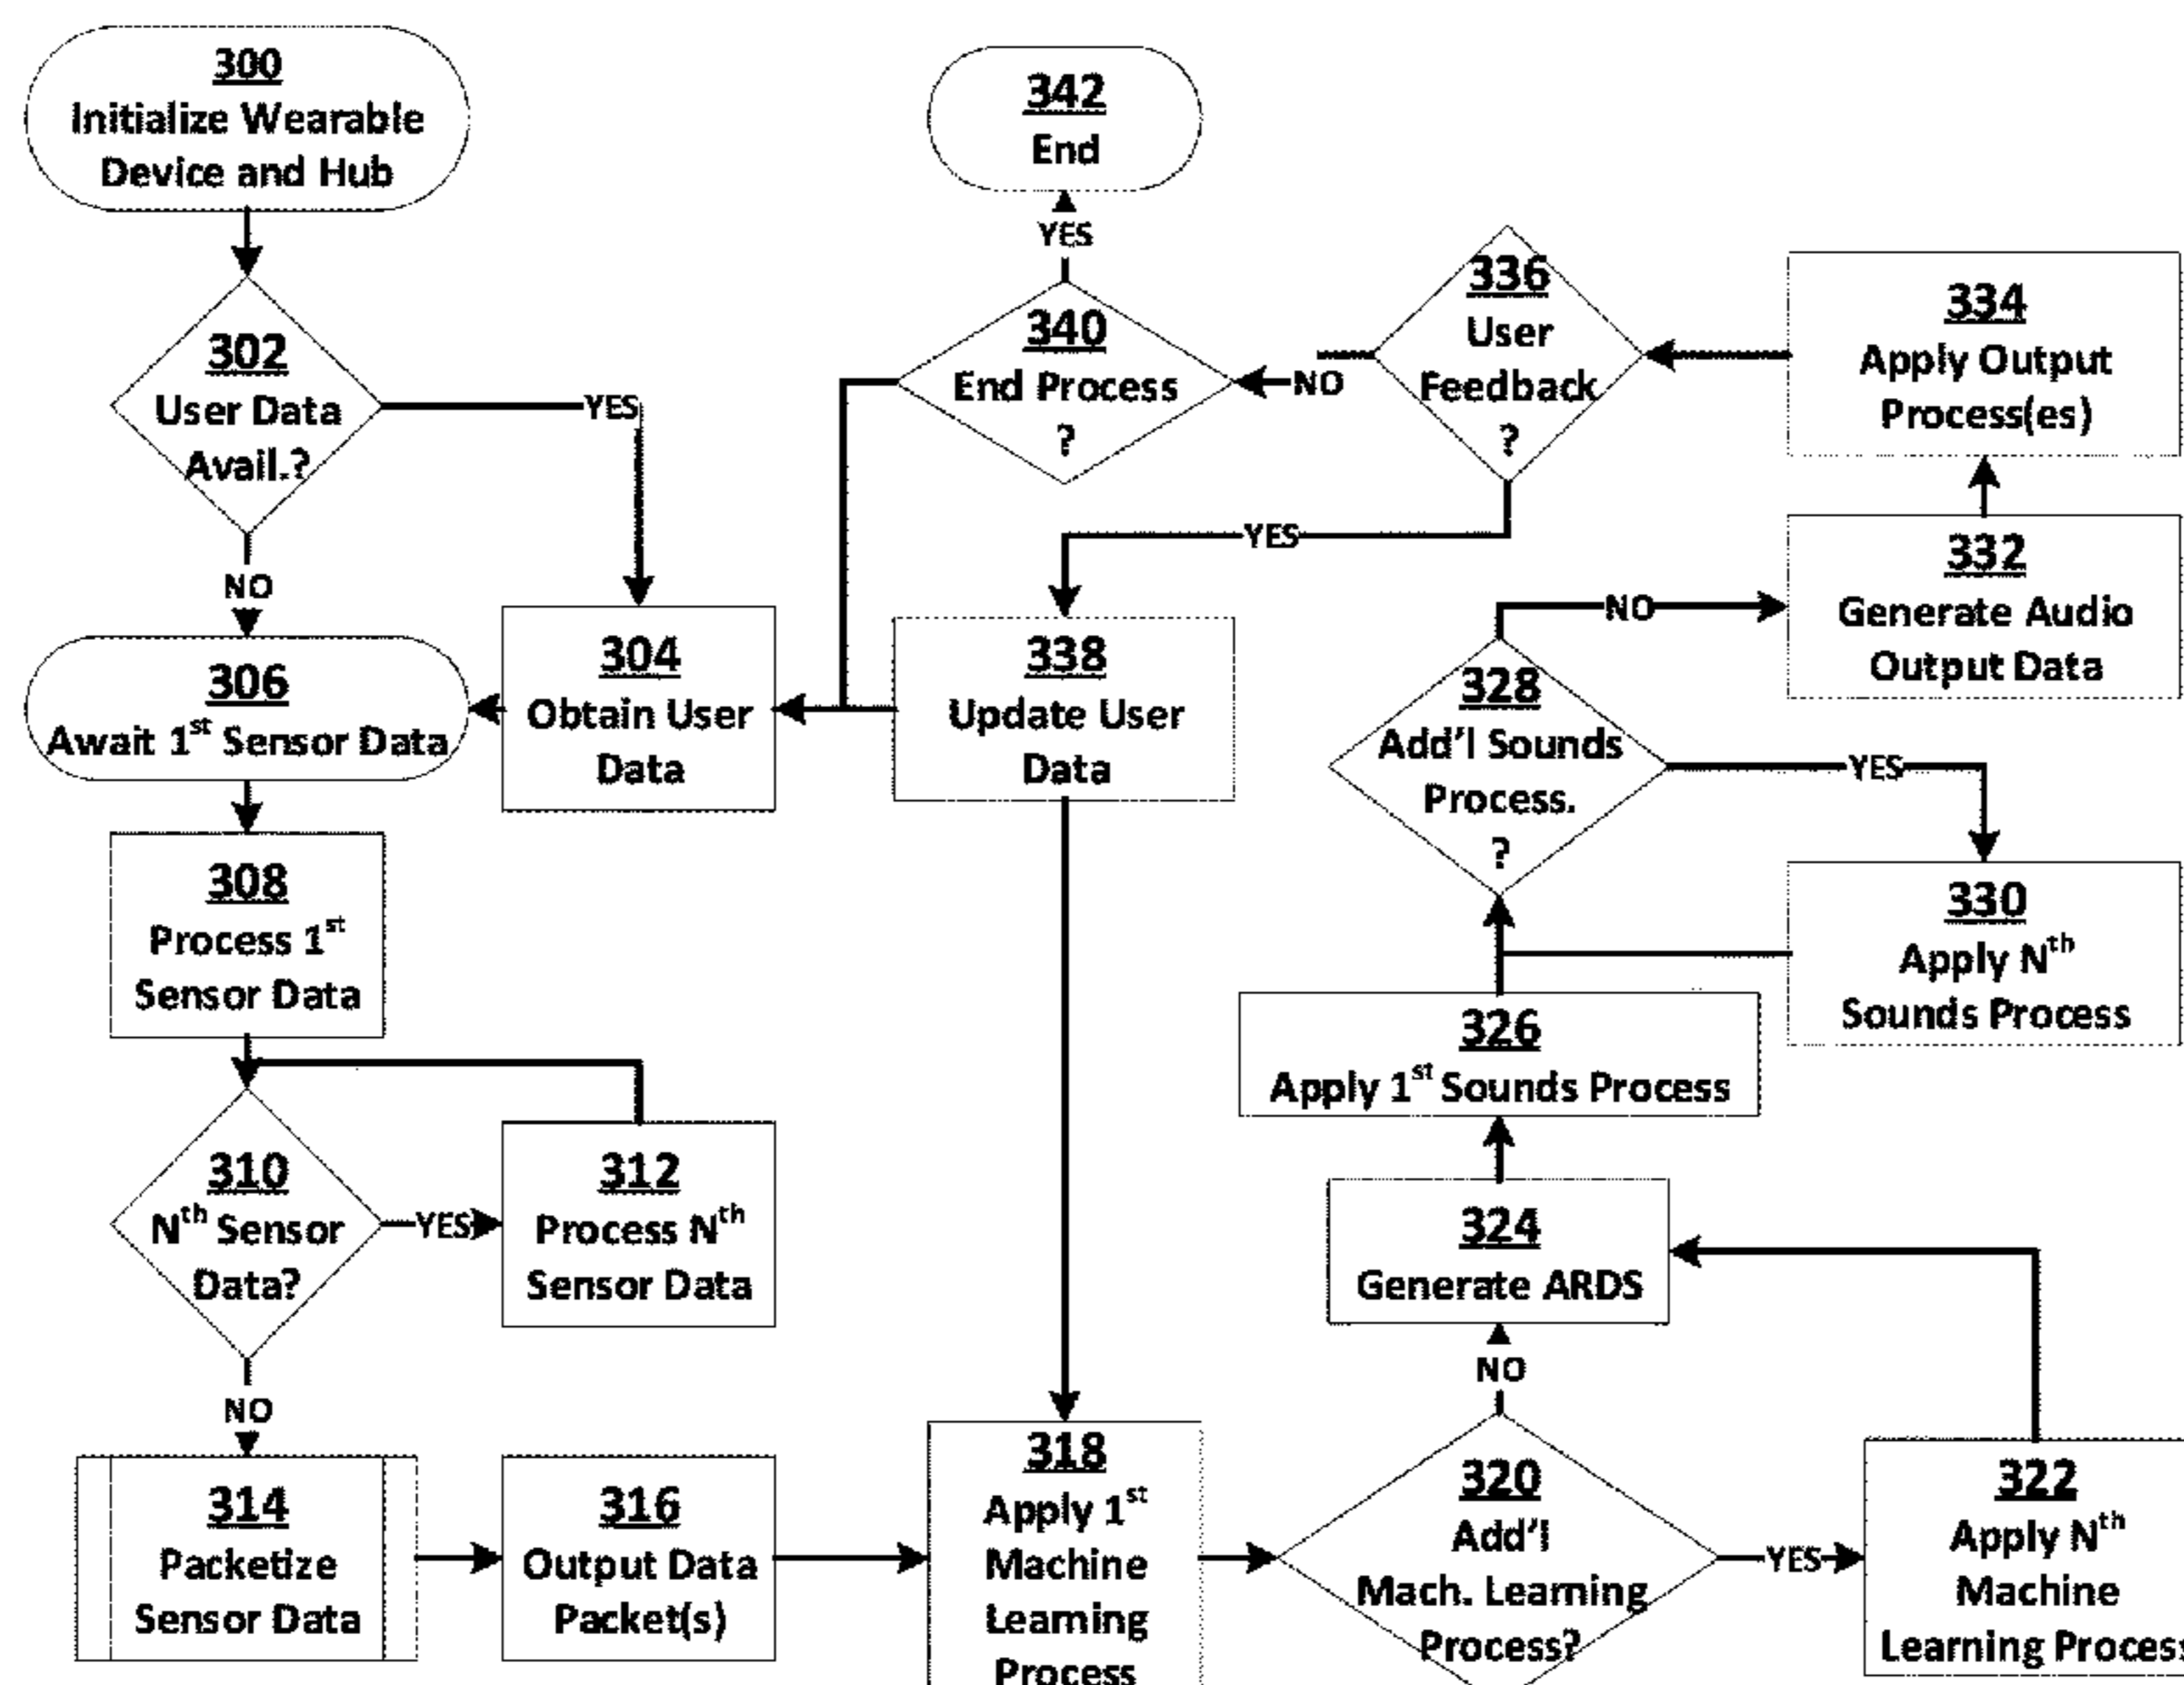 300
Initialize Wearable
Device and Hub
302
User Data
Avail.?
YES
NO
304
Obtain User
Data
306
Await 1st Sensor Data
308
Process 1st
Sensor Data
310
Nth Sensor
Data?
YES
312
Process Nth
Sensor Data
NO
314
Packetize
Sensor Data
316
Output Data
Packet(s)
318
Apply 1st
Machine
Learning
Process
320
Add'l
Mach. Learning
Process?
YES
322
Apply Nth
Machine
Learning Process
NO
324
Generate ARDS
326
Apply 1st Sounds Process
328
Add'l Sounds
Process.
?
YES
330
Apply Nth
Sounds Process
NO
332
Generate Audio
Output Data
334
Apply Output
Process(es)
336
User
Feedback
?
YES
338
Update User
Data
NO
340
End Process
?
YES
342
End